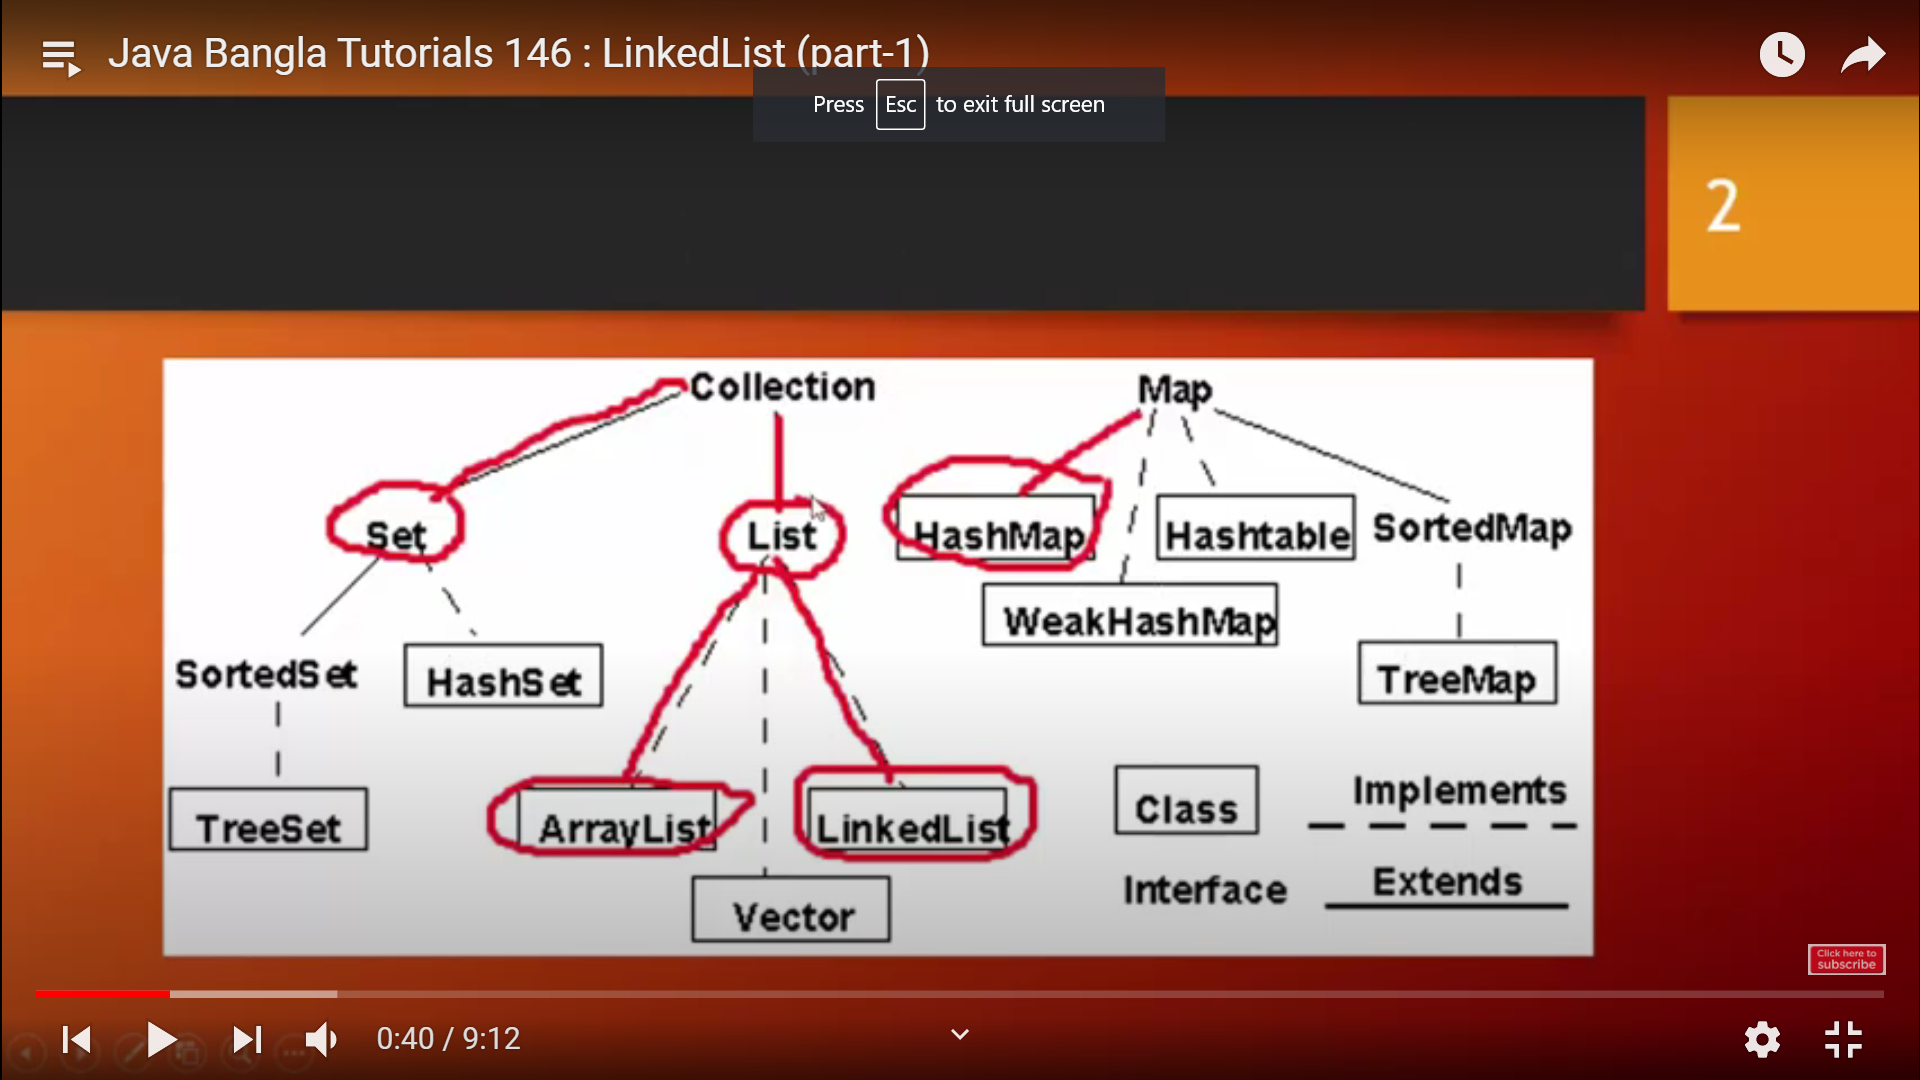 Java Bangla Tutorials 146 : LinkedList (part-1)
Press Esc to exit full screen
2
Collection
Map
Set
List
HashMap
Hashtable
SortedMap
WeakHashMap
SortedSet
HashSet
TreeMap
TreeSet
ArrayList
LinkedList
Class
Implements
Interface
Extends
Vector
Click here to
subscribe
0:40 / 9:12